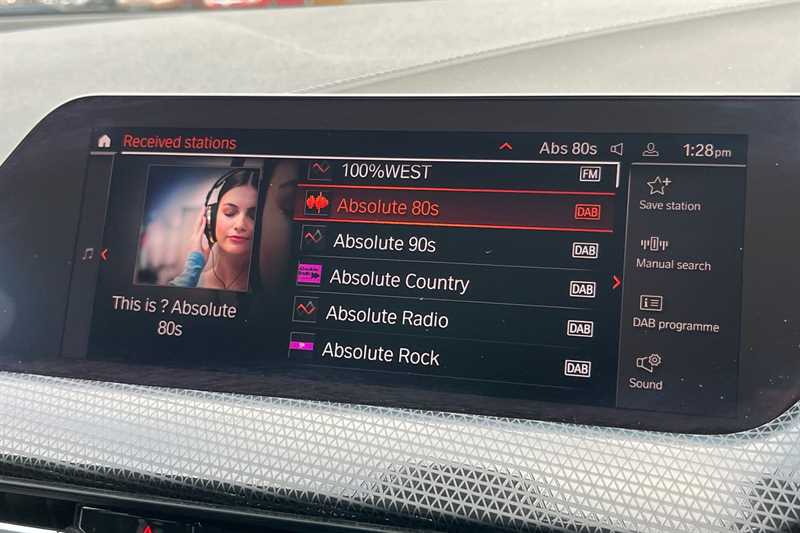 Received stations
Abs 80s
1:28pm
100%WEST FM
Absolute 80s DAB
Absolute 90s DAB
Absolute Country DAB
Absolute Radio DAB
Absolute Rock DAB
This is ? Absolute
80s
Save station
Manual search
DAB programme
Sound